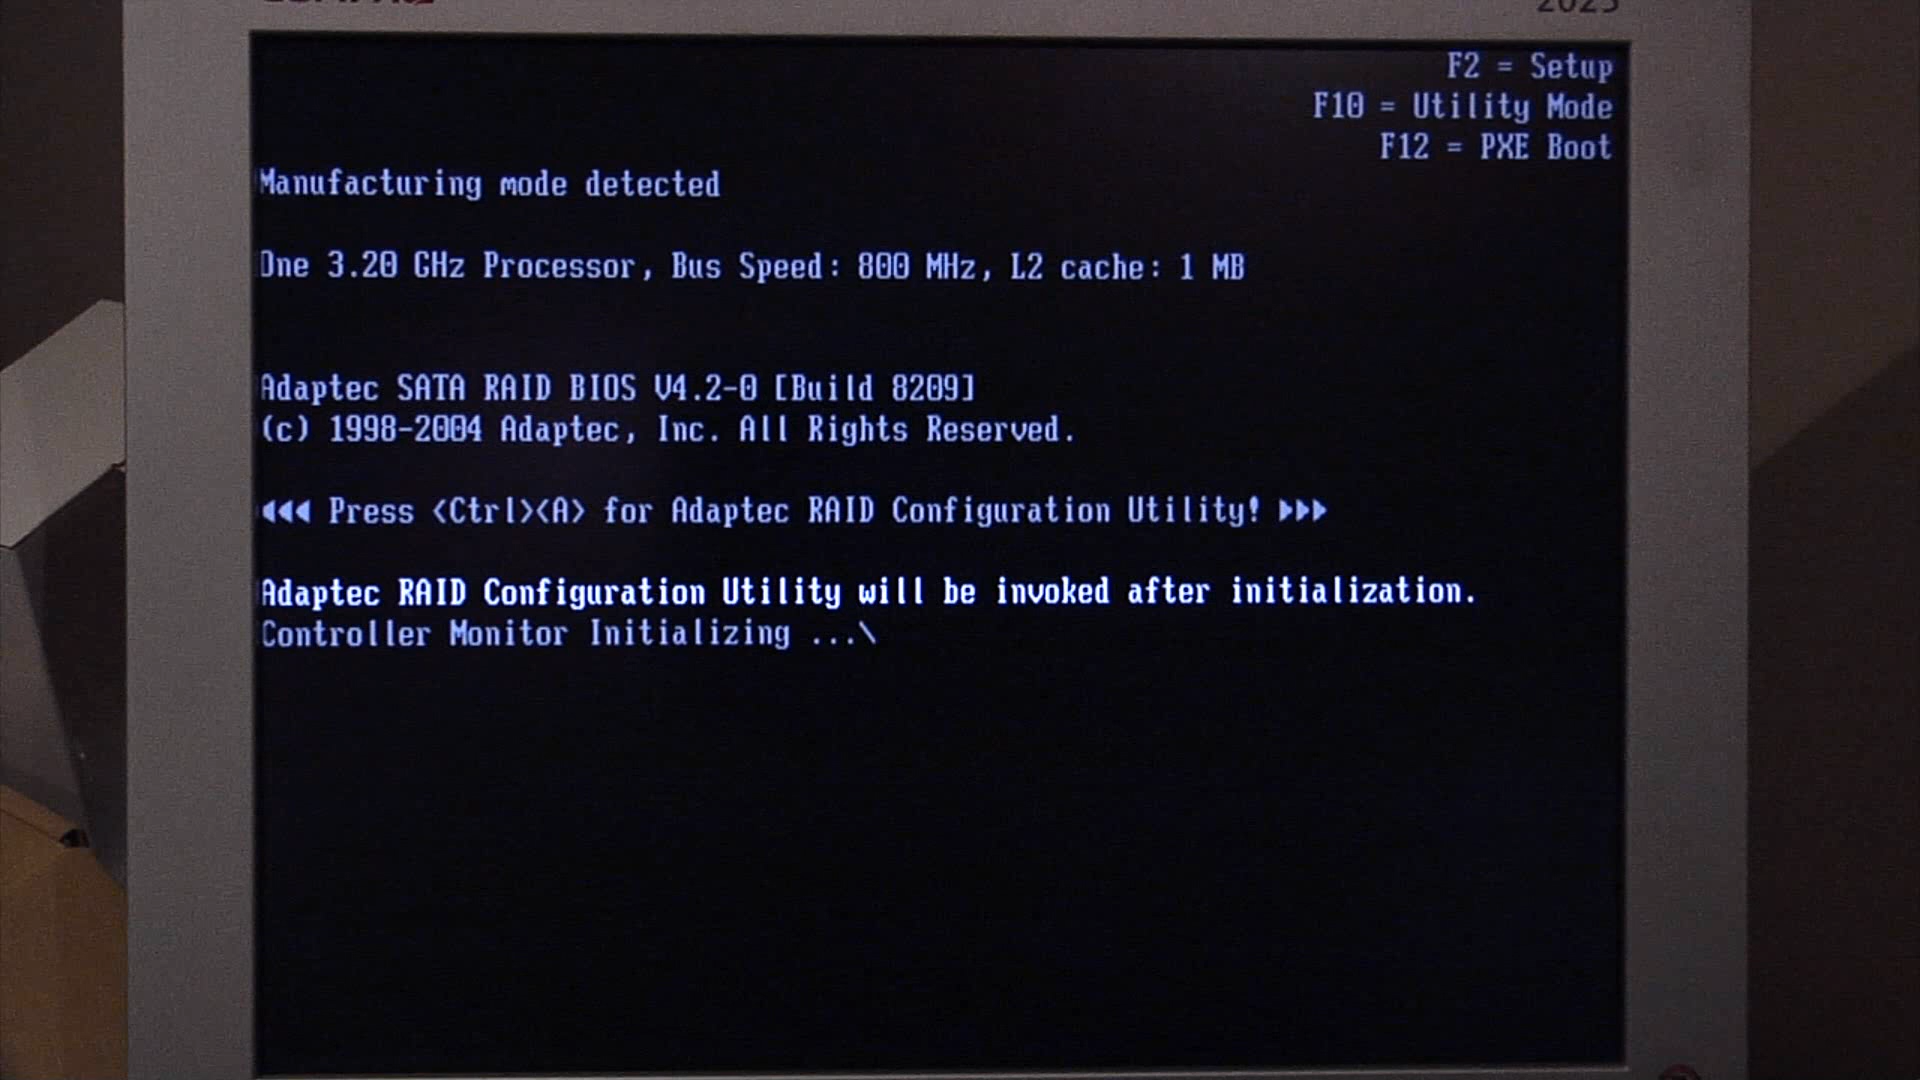 2025
F2 = Setup
F10 = Utility Mode
F12 = PXE Boot
Manufacturing mode detected
One 3.20 GHz Processor, Bus Speed: 800 MHz, L2 cache: 1 MB
Adaptec SATA RAID BIOS V4.2-0 [Build 8209]
(c) 1998-2004 Adaptec, Inc. All Rights Reserved.
◄◄◄ Press <Ctrl><A> for Adaptec RAID Configuration Utility! ►►►
Adaptec RAID Configuration Utility will be invoked after initialization.
Controller Monitor Initializing ...\